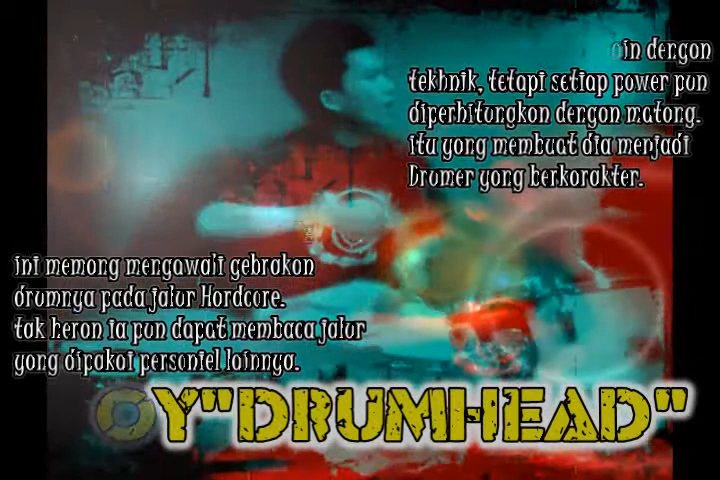 in dengan
tekhnik, tetapi setiap power pun
diperhitungkan dengan matang.
itu yang membuat dia menjadi
Drumer yang berkarakter.
ini memang mengawali gebrakan
drumnya pada jalur Hardcore.
tak heran ia pun dapat membaca jalur
yang dipakai personiel lainnya.
OY"DRUMHEAD"